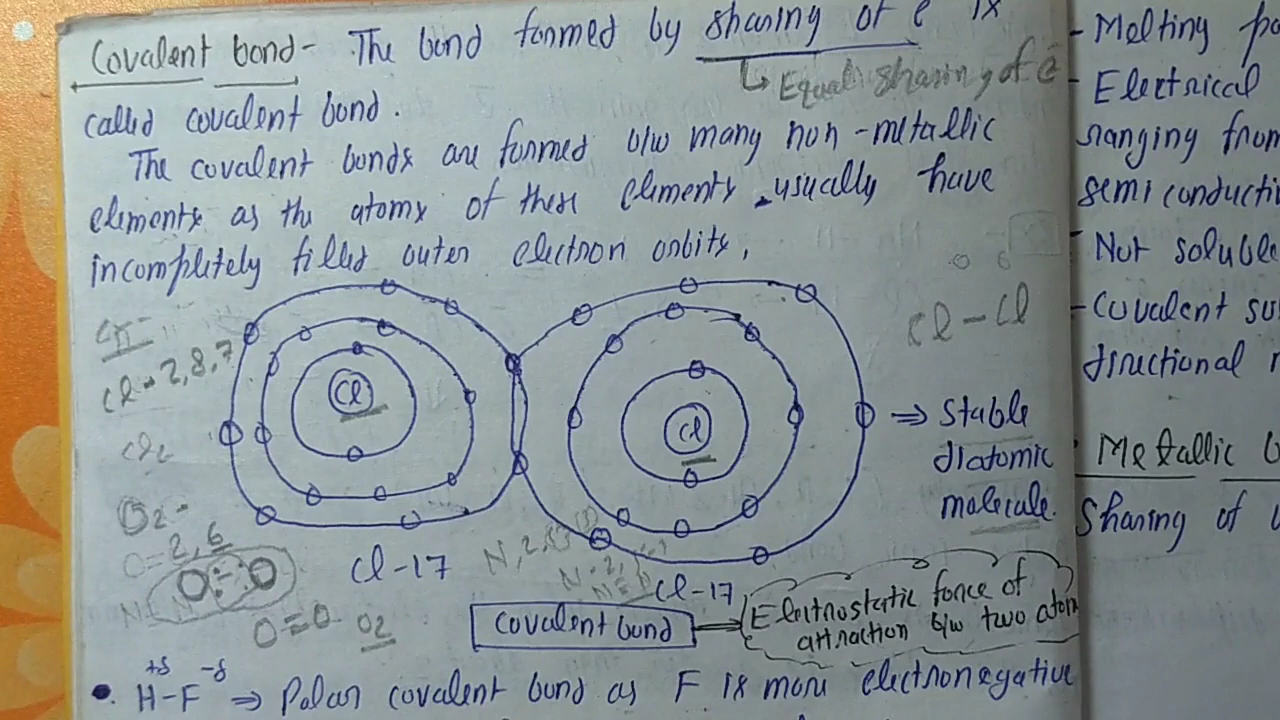 Covalent bond - The bond formed by sharing of e is
↳ Equal sharing of e
called covalent bond.
The covalent bonds are formed b/w many non-metallic
elements as the atoms of these elements usually have
incompletely filled outer electron orbits,
Cl - Cl
Cl - 2,8,7
Cl
Cl
⇒ Stable
diatomic
molecule.
Cl2
O2 -
O = 2, 6
O O
N ≡ N
O = O O2
Cl-17
Cl-17
Covalent bond → Electrostatic force of
attraction b/w two atom
+δ -δ
• H-F ⇒ Polar covalent bond as F is more electronegative
- Melting po
- Electrical
ranging from
semi conducti
- Not soluble
- Covalent su
directional
• Metallic
Sharing of